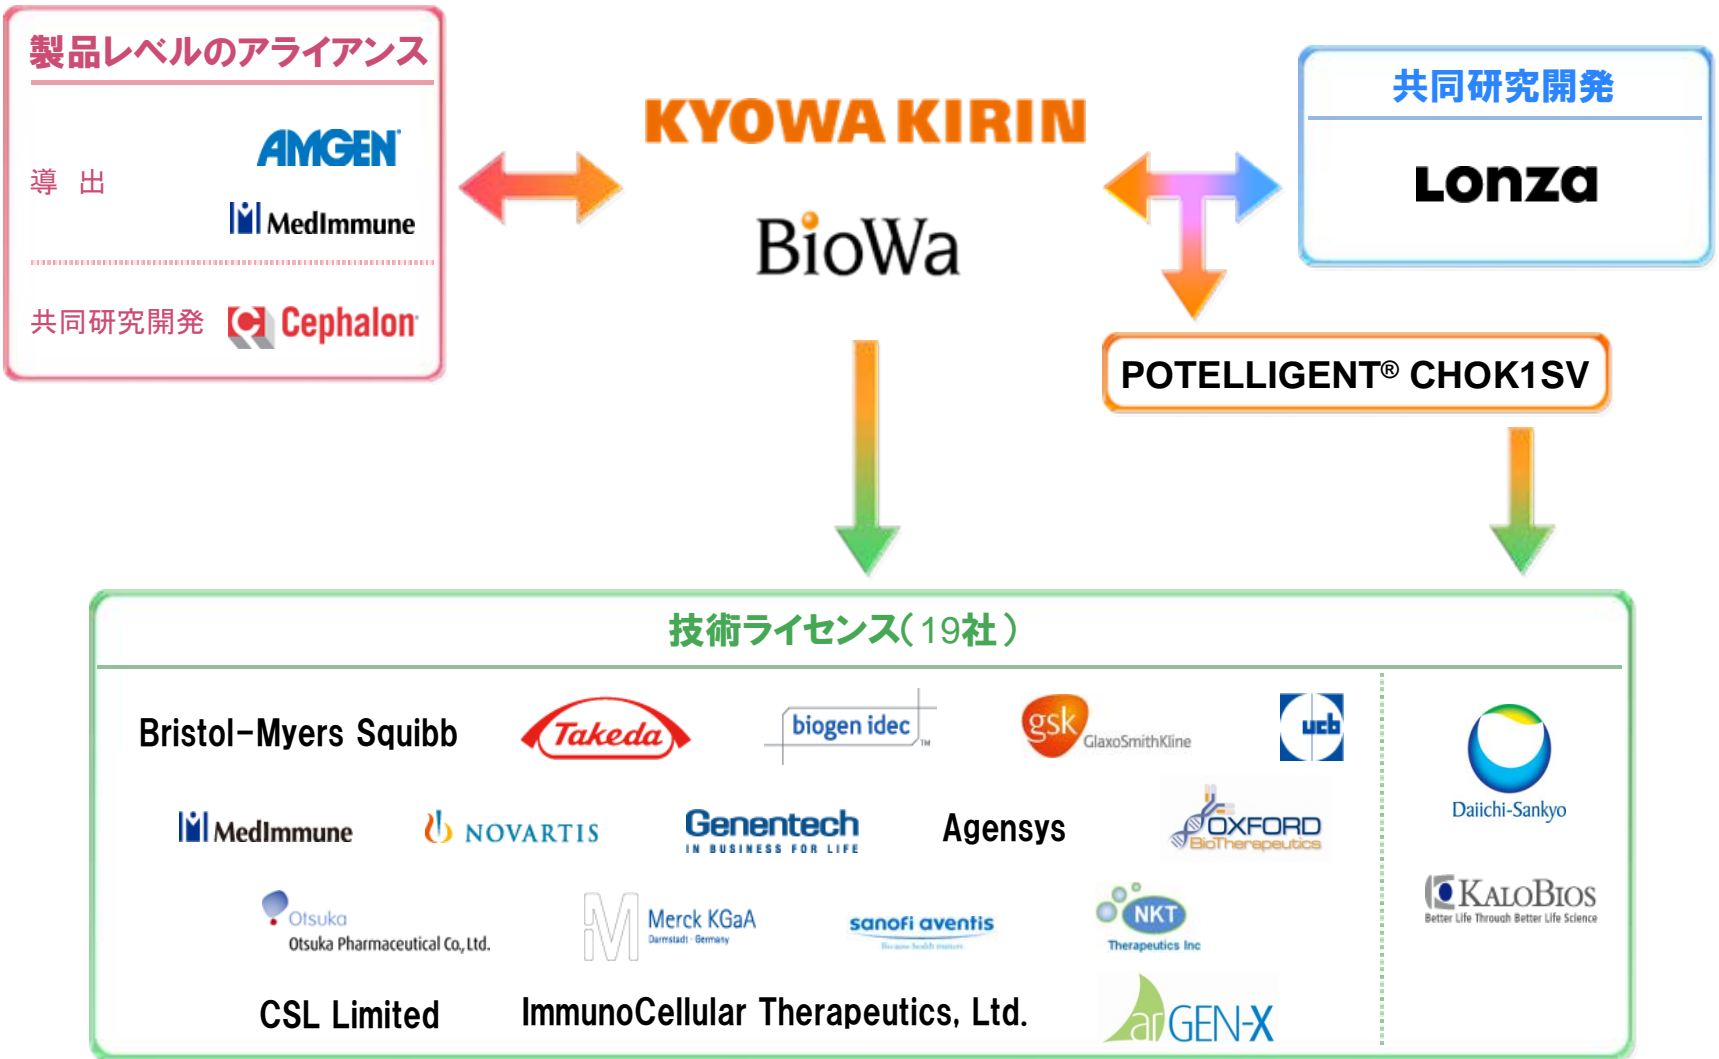 製品レベルのアライアンス
導 出
AMGEN®
MedImmune
共同研究開発
Cephalon
KYOWA KIRIN
BioWa
共同研究開発
Lonza
POTELLIGENT® CHOK1SV
技術ライセンス(19社)
Bristol-Myers Squibb
Takeda
biogen idec ™
gsk
GlaxoSmithKline
ucb
MedImmune
NOVARTIS
Genentech
IN BUSINESS FOR LIFE
Agensys
OXFORD
BioTherapeutics
Otsuka
Otsuka Pharmaceutical Co., Ltd.
Merck KGaA
Darmstadt · Germany
sanofi aventis
Because health matters
NKT
Therapeutics Inc
CSL Limited
ImmunoCellular Therapeutics, Ltd.
arGEN-X
Daiichi-Sankyo
KALOBIOS
Better Life Through Better Life Science